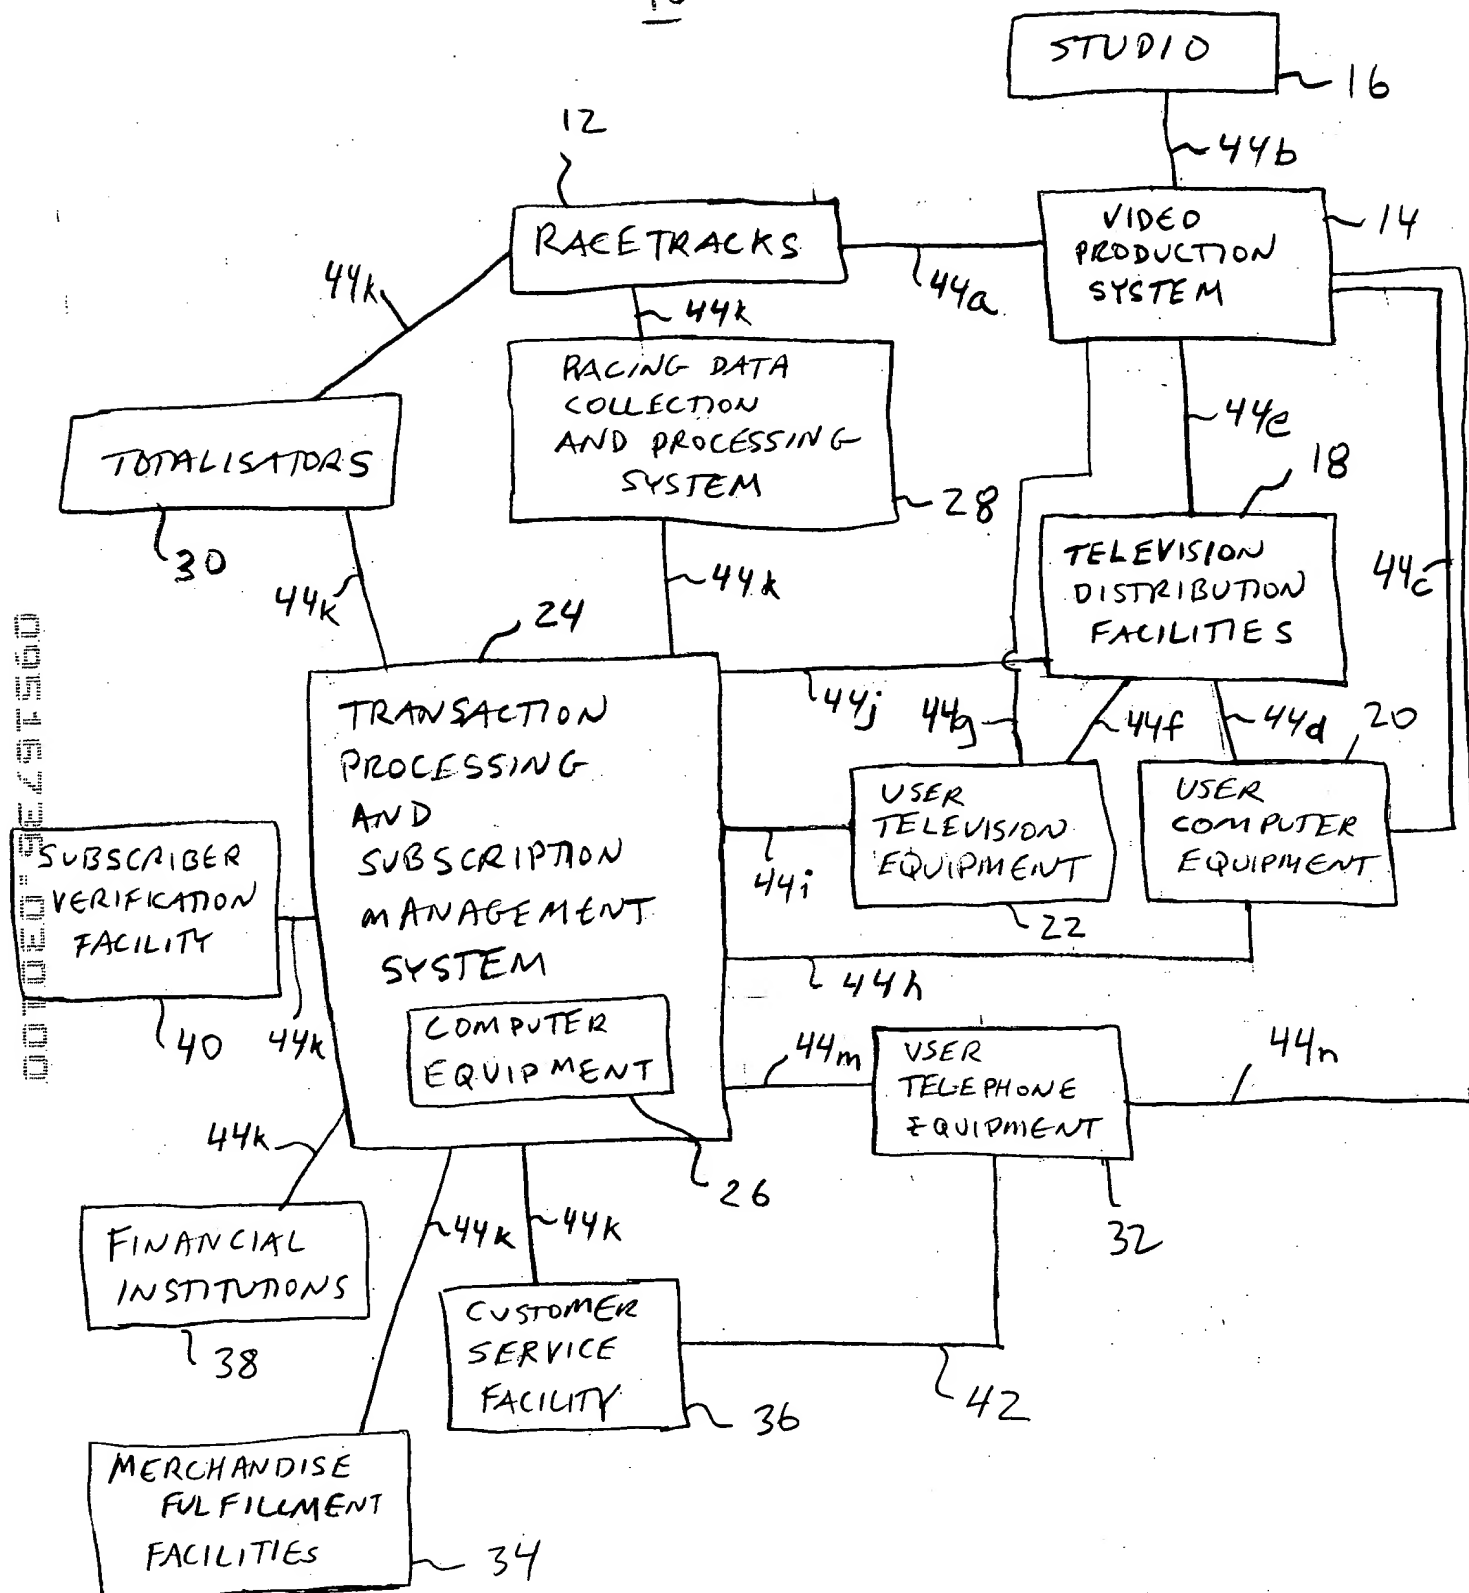 STUDIO
16
12
44b
RACETRACKS
VIDEO
PRODUCTION
SYSTEM
14
44k
44a
44k
RACING DATA
COLLECTION
AND PROCESSING
SYSTEM
28
TOTALISATORS
30
44e
18
TELEVISION
DISTRIBUTION
FACILITIES
44c
44k
44k
24
TRANSACTION
PROCESSING
AND
SUBSCRIPTION
MANAGEMENT
SYSTEM
44j
44g
44f
44d
20
USER
TELEVISION
EQUIPMENT
22
USER
COMPUTER
EQUIPMENT
44i
SUBSCRIBER
VERIFICATION
FACILITY
40
44k
44h
COMPUTER
EQUIPMENT
26
44m
USER
TELEPHONE
EQUIPMENT
32
44n
44k
FINANCIAL
INSTITUTIONS
38
44k
44k
CUSTOMER
SERVICE
FACILITY
36
42
MERCHANDISE
FULFILLMENT
FACILITIES
34